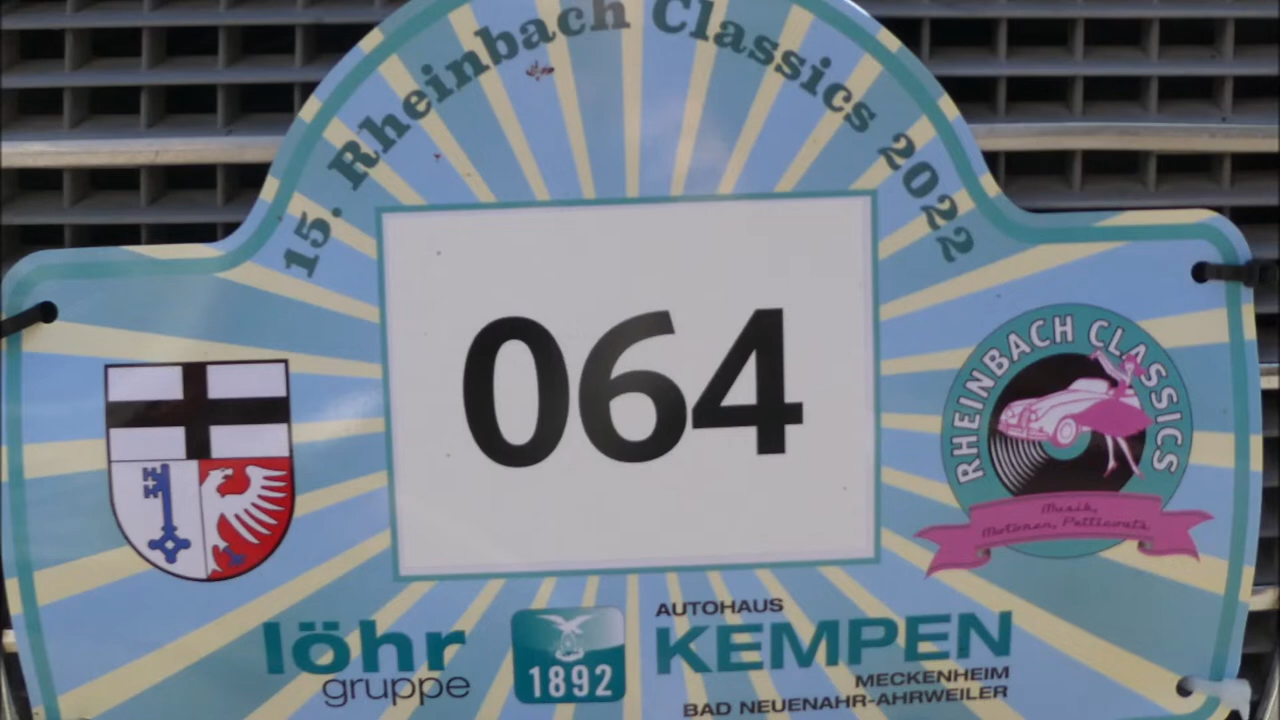 15. Rheinbach Classics 2022
064
RHEINBACH CLASSICS
Musik,
Motoren, Petticoats
löhr
gruppe
1892
AUTOHAUS
KEMPEN
MECKENHEIM
BAD NEUENAHR-AHRWEILER